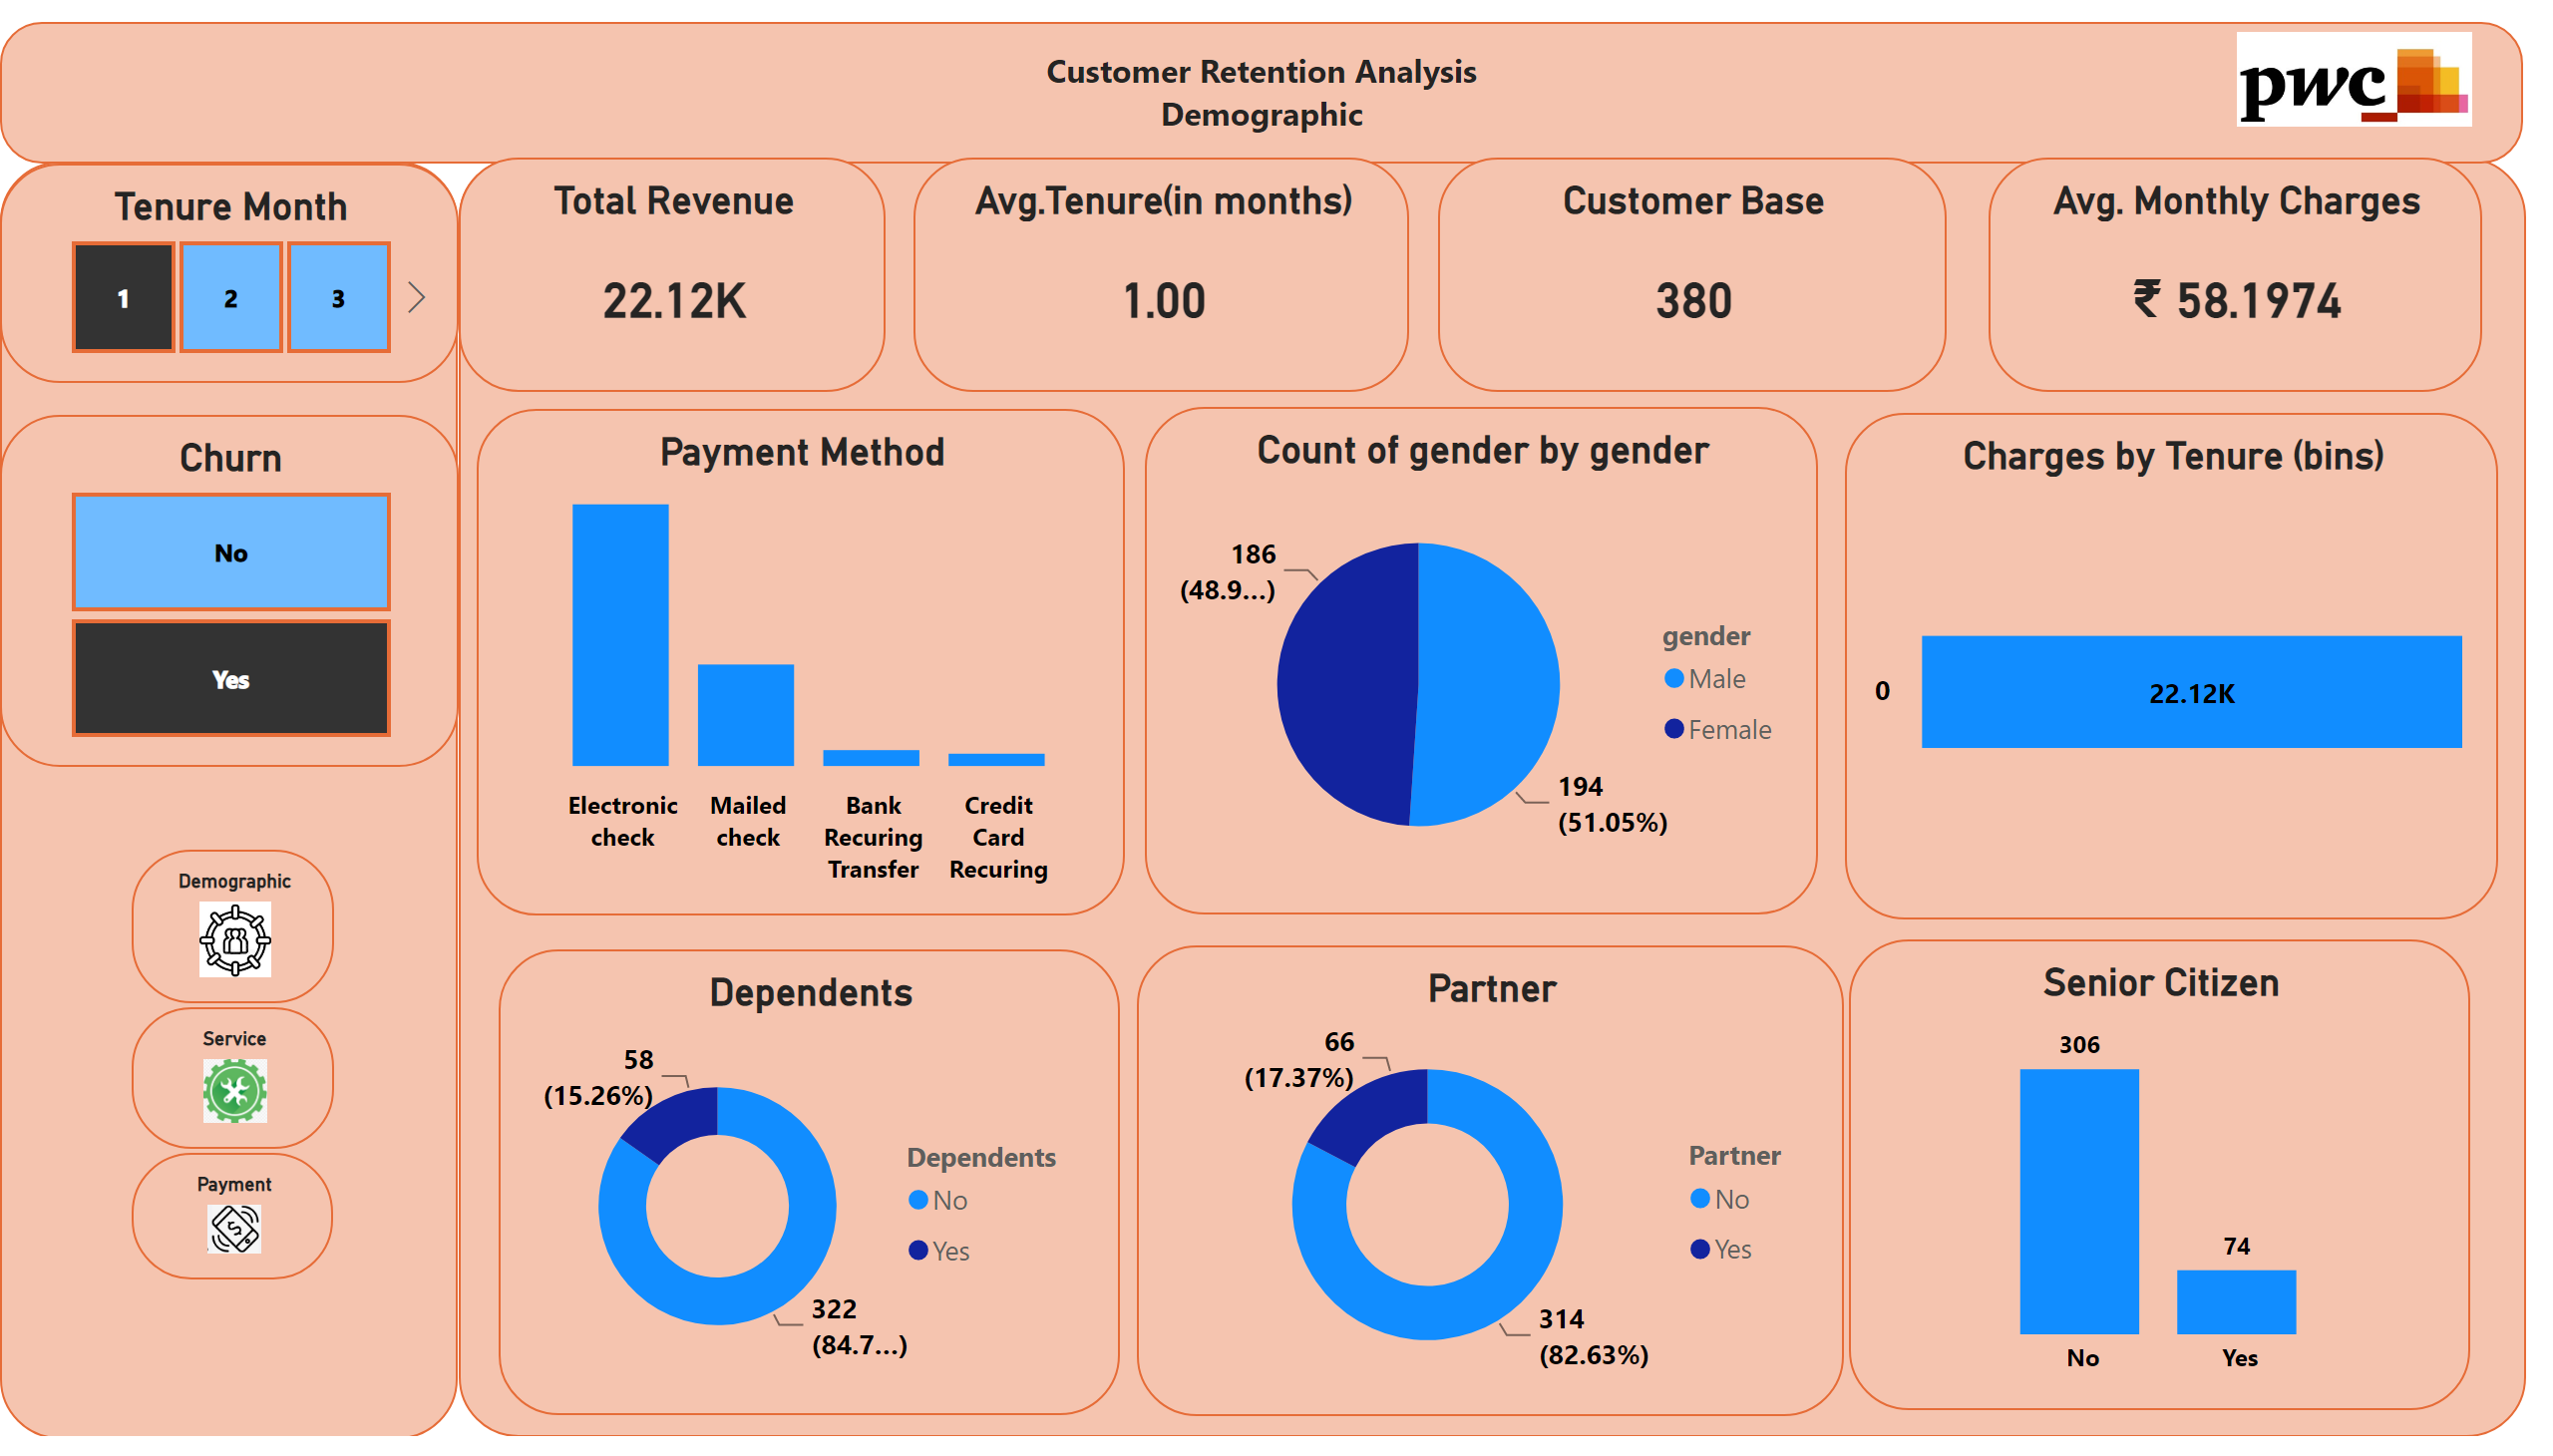 Customer Retention Analysis
Demographic
pwc
Tenure Month
1
2
3
Total Revenue
22.12K
Avg.Tenure(in months)
1.00
Customer Base
380
Avg. Monthly Charges
₹ 58.1974
Churn
No
Yes
Demographic
Service
Payment
Payment Method
Electronic
check
Mailed
check
Bank
Recuring
Transfer
Credit
Card
Recuring
Count of gender by gender
186
(48.9...)
194
(51.05%)
gender
Male
Female
Charges by Tenure (bins)
0
22.12K
Dependents
58
(15.26%)
322
(84.7...)
Dependents
No
Yes
Partner
66
(17.37%)
314
(82.63%)
Partner
No
Yes
Senior Citizen
306
74
No
Yes